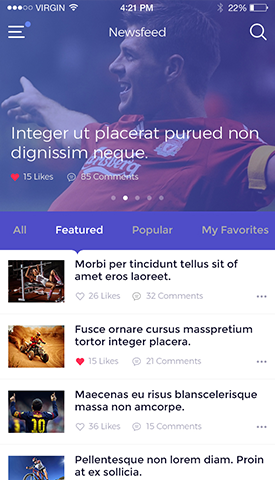 VIRGIN 4:21 PM 22%
Newsfeed
Integer ut placerat purued non
dignissim neque.
15 Likes 85 Comments
All Featured Popular My Favorites
Morbi per tincidunt tellus sit of
amet eros laoreet.
26 Likes 32 Comments
Fusce ornare cursus masspretium
tortor integer placera.
15 Likes 21 Comments
Maecenas eu risus blanscelerisque
massa non amcorpe.
36 Likes 15 Comments
Pellentesque non lorem diam. Proin
at ex sollicia.
10